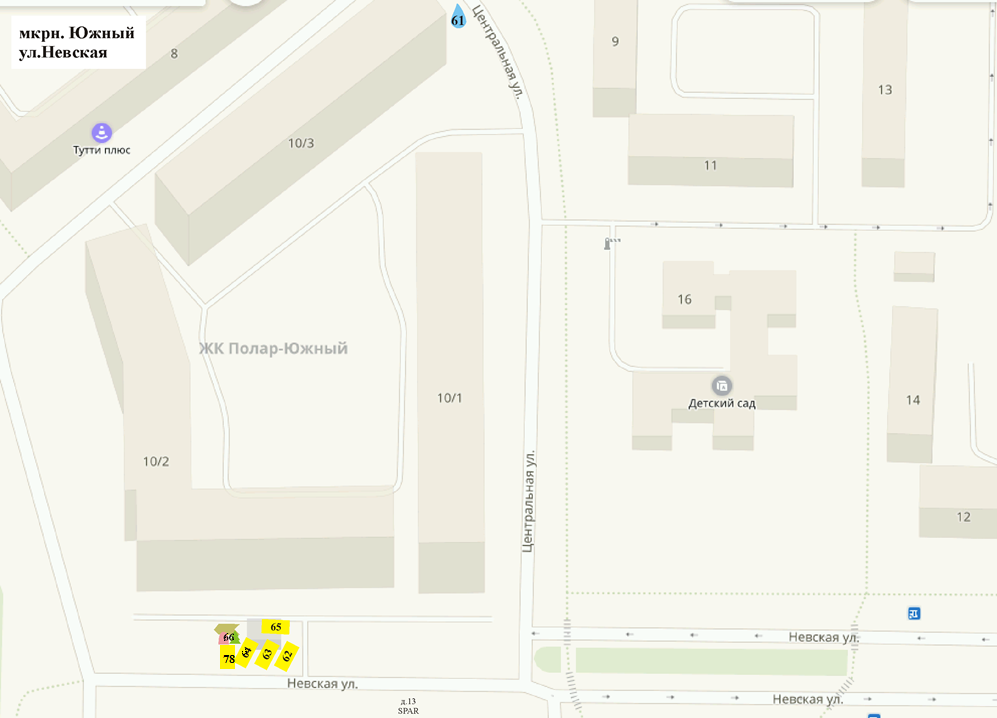 мкрн. Южный
ул.Невская
61
Центральная ул.
8
9
13
Тутти плюс
10/3
11
16
ЖК Полар-Южный
Детский сад
10/1
14
10/2
Центральная ул.
12
65
66
78
64
63
62
Невская ул.
Невская ул.
Невская ул.
д.13
SPAR